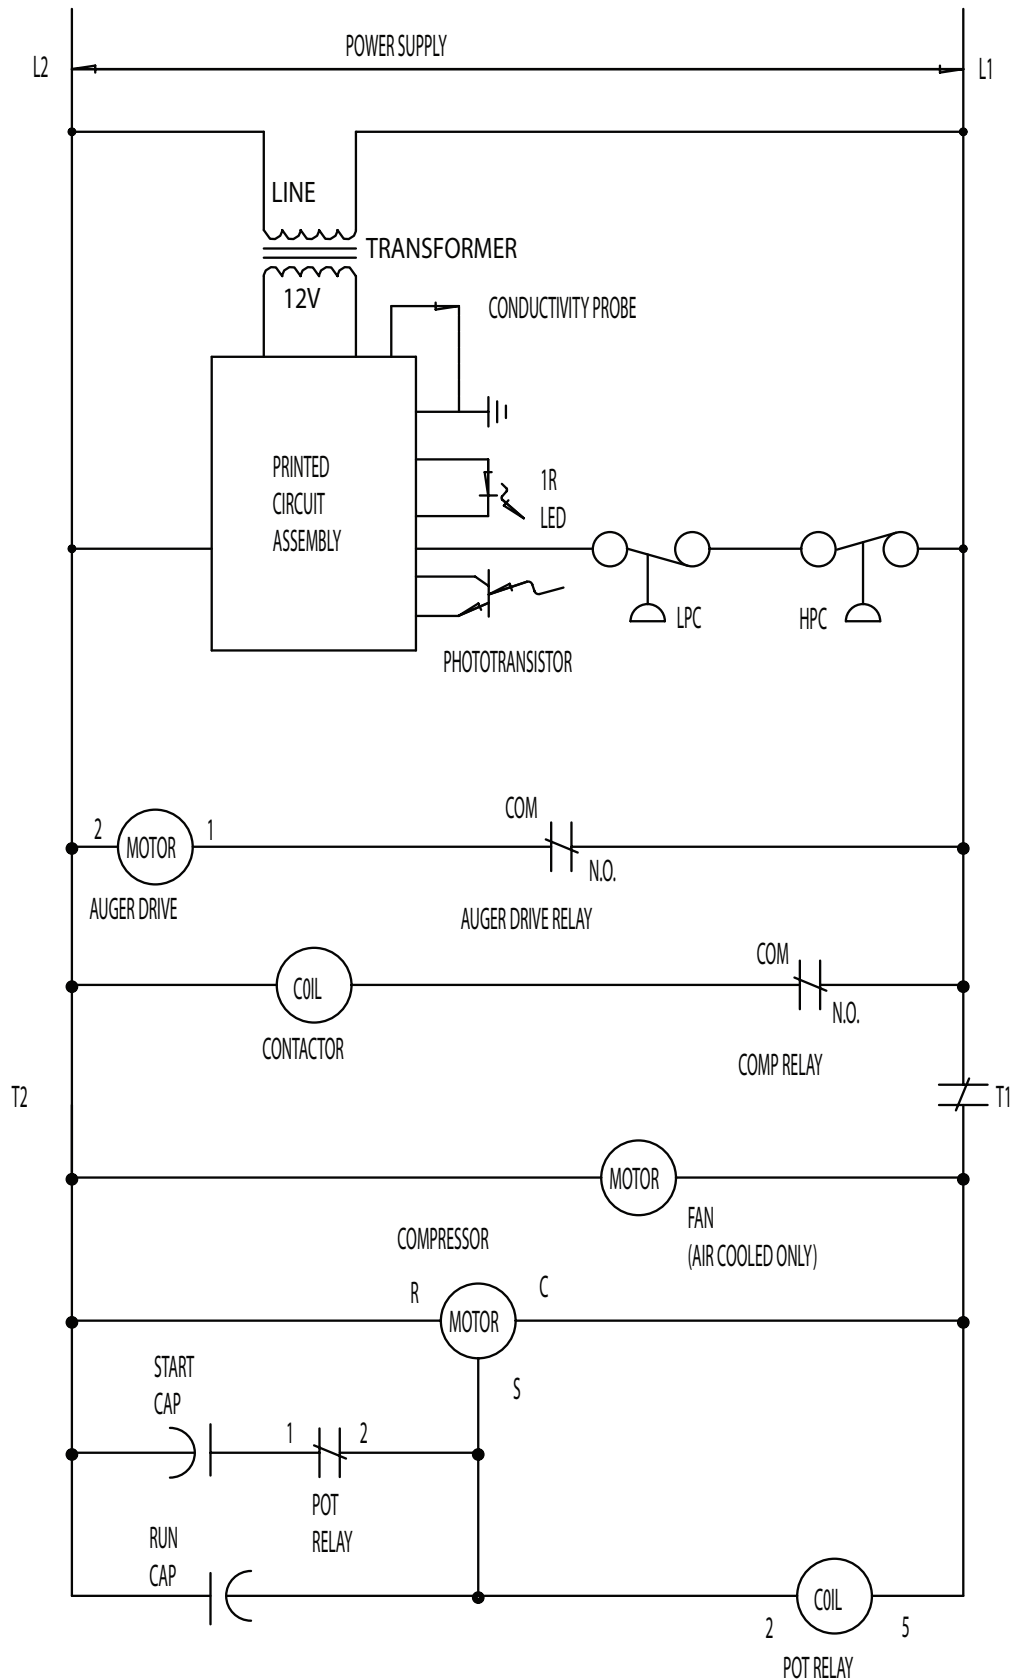 POWER SUPPLY
L2
L1
LINE
TRANSFORMER
12V
CONDUCTIVITY PROBE
PRINTED
CIRCUIT
ASSEMBLY
1R
LED
LPC
HPC
PHOTOTRANSISTOR
COM
2
MOTOR
1
N.O.
AUGER DRIVE
AUGER DRIVE RELAY
COM
COIL
N.O.
CONTACTOR
COMP RELAY
T2
T1
MOTOR
FAN
(AIR COOLED ONLY)
COMPRESSOR
R
C
MOTOR
START
CAP
S
1
2
POT
RELAY
RUN
CAP
COIL
2
5
POT RELAY